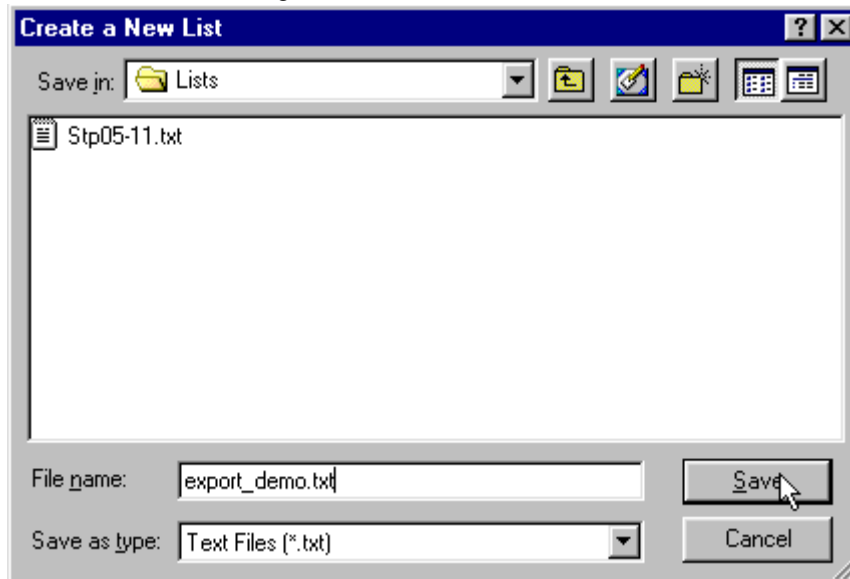 Create a New List
Save in: Lists
Stp05-11.txt
File name: export_demo.txt Save
Save as type: Text Files (*.txt) Cancel